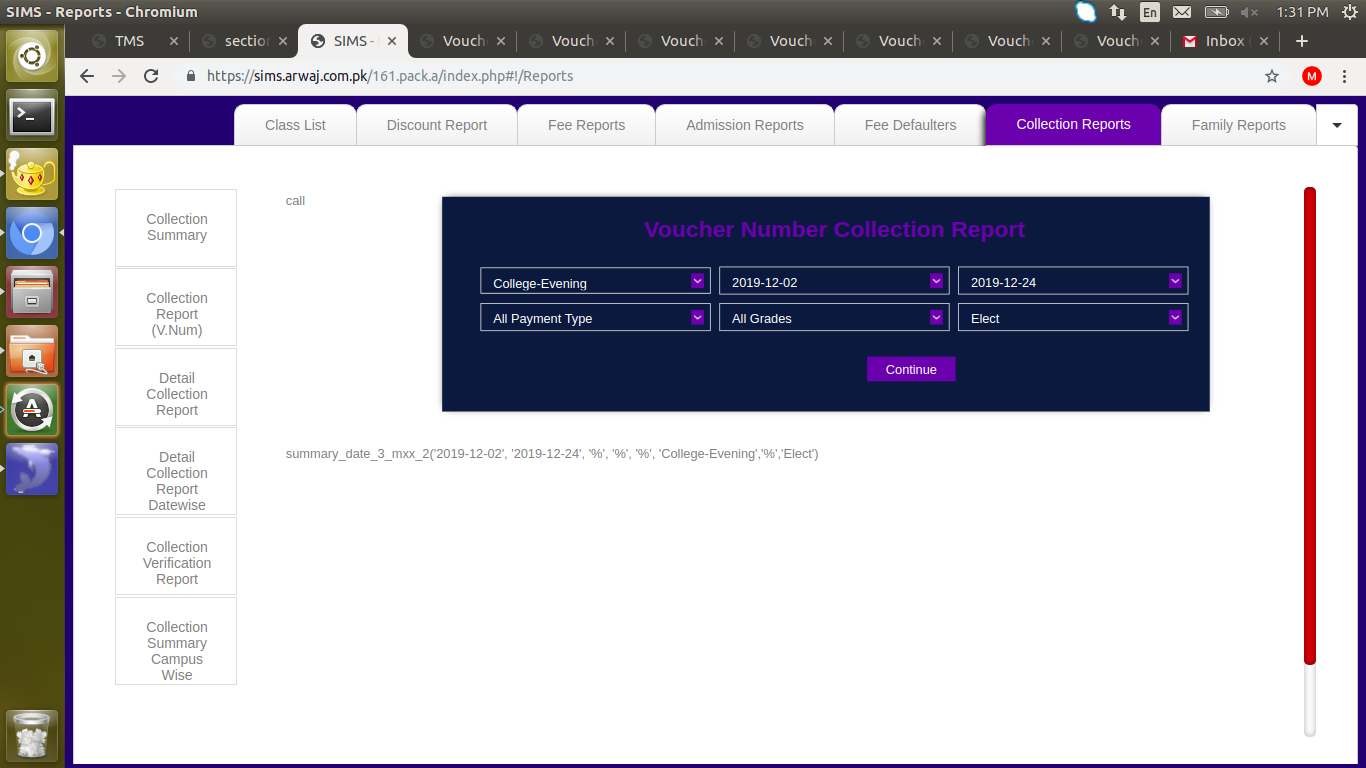 SIMS - Reports - Chromium
En
1:31 PM
TMS
section
SIMS -
Vouch
Vouch
Vouch
Vouch
Vouch
Vouch
Vouch
Inbox
https://sims.arwaj.com.pk/161.pack.a/index.php#!/Reports
M
Class List
Discount Report
Fee Reports
Admission Reports
Fee Defaulters
Collection Reports
Family Reports
Collection
Summary
Collection
Report
(V.Num)
Detail
Collection
Report
Detail
Collection
Report
Datewise
Collection
Verification
Report
Collection
Summary
Campus
Wise
call
Voucher Number Collection Report
College-Evening
2019-12-02
2019-12-24
All Payment Type
All Grades
Elect
Continue
summary_date_3_mxx_2('2019-12-02', '2019-12-24', '%', '%', '%', 'College-Evening','%','Elect')